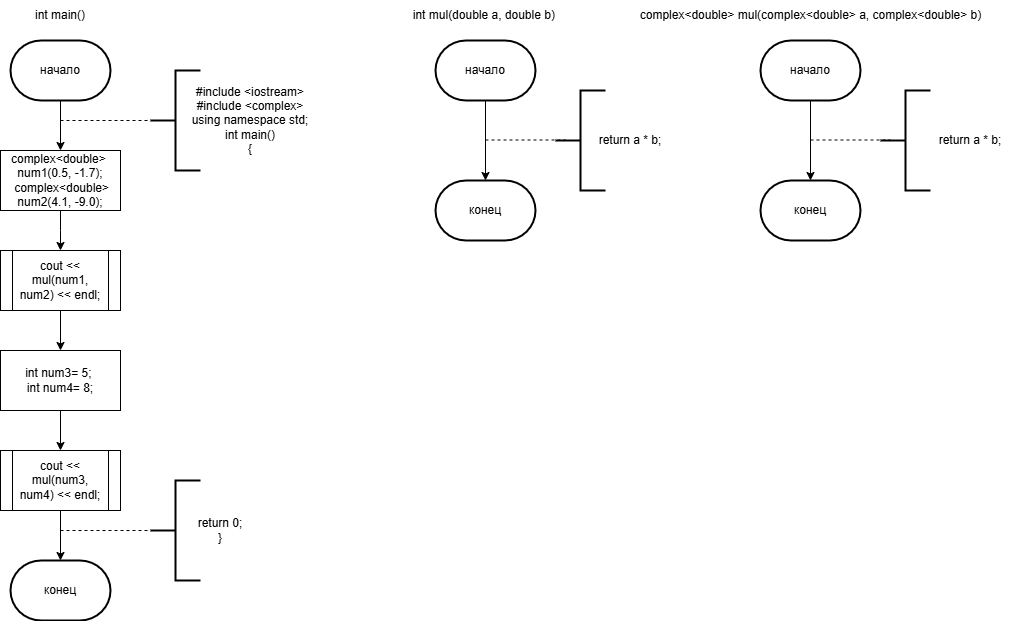 int main()
начало
#include <iostream>
#include <complex>
using namespace std;
int main()
{
complex<double>
num1(0.5, -1.7);
complex<double>
num2(4.1, -9.0);
cout <<
mul(num1,
num2) << endl;
int num3= 5;
int num4= 8;
cout <<
mul(num3,
num4) << endl;
return 0;
}
конец
int mul(double a, double b)
начало
return a * b;
конец
complex<double> mul(complex<double> a, complex<double> b)
начало
return a * b;
конец